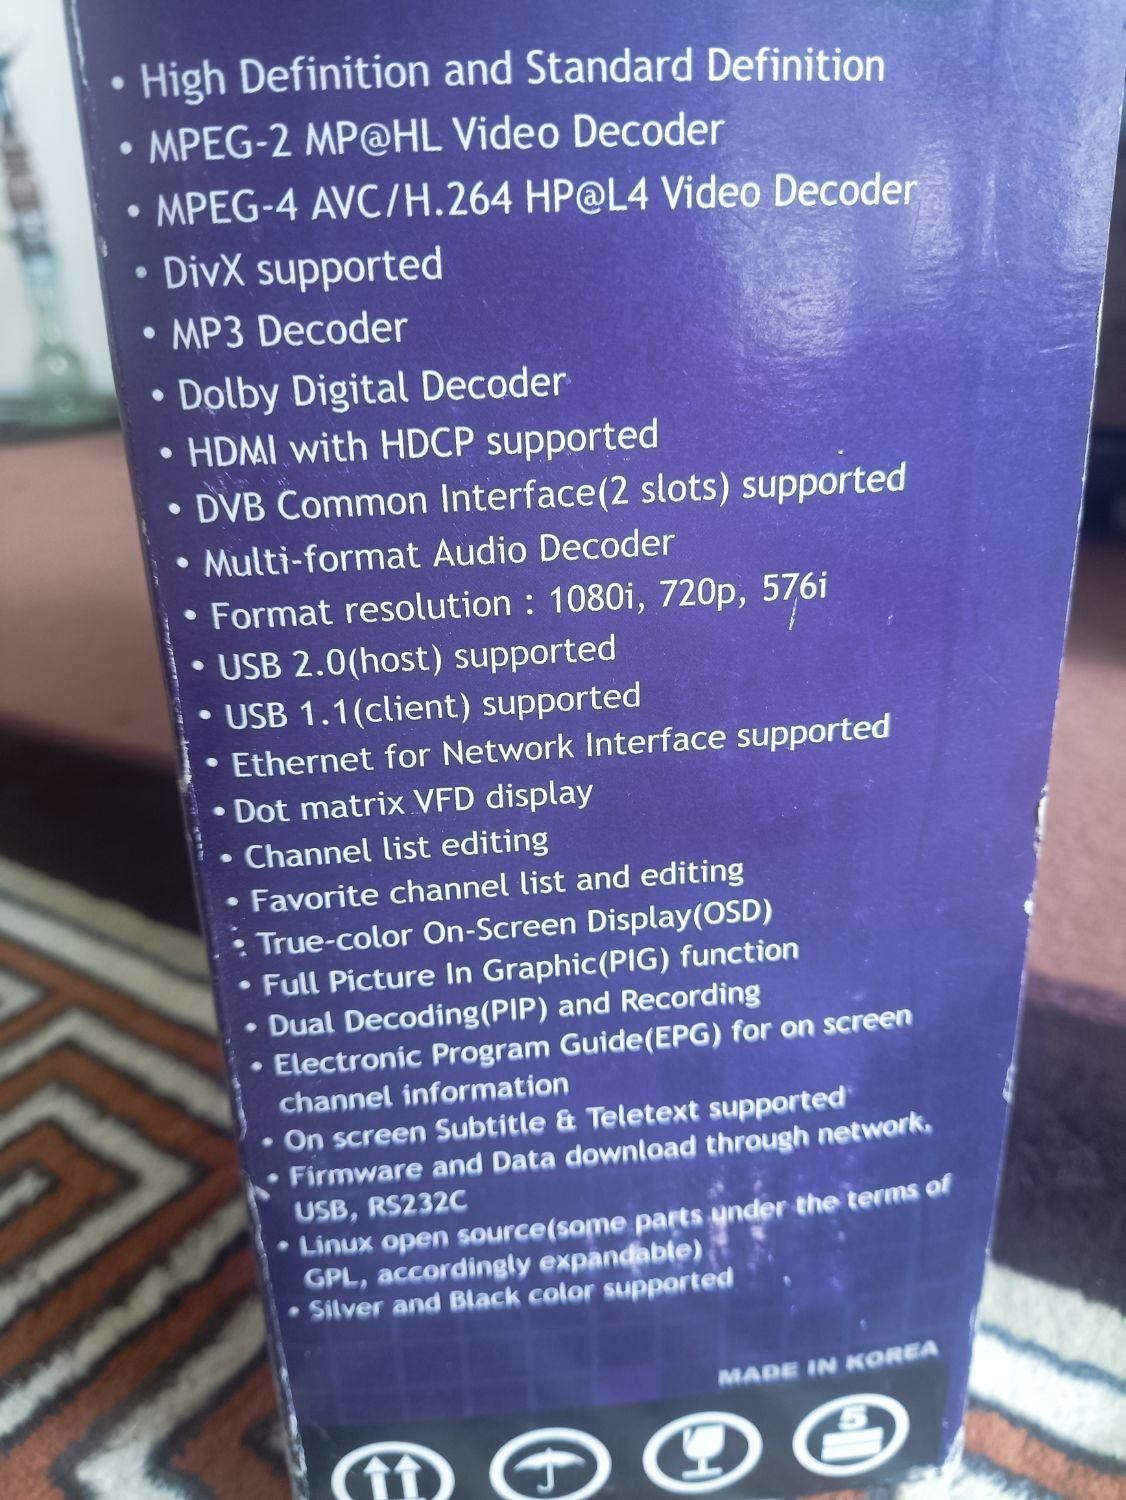 • High Definition and Standard Definition
• MPEG-2 MP@HL Video Decoder
• MPEG-4 AVC/H.264 HP@L4 Video Decoder
• DivX supported
• MP3 Decoder
• Dolby Digital Decoder
• HDMI with HDCP supported
• DVB Common Interface(2 slots) supported
• Multi-format Audio Decoder
• Format resolution : 1080i, 720p, 576i
• USB 2.0(host) supported
• USB 1.1(client) supported
• Ethernet for Network Interface supported
• Dot matrix VFD display
• Channel list editing
• Favorite channel list and editing
• True-color On-Screen Display(OSD)
• Full Picture In Graphic(PIG) function
• Dual Decoding(PIP) and Recording
• Electronic Program Guide(EPG) for on screen
channel information
• On screen Subtitle & Teletext supported
• Firmware and Data download through network,
USB, RS232C
• Linux open source(some parts under the terms of
GPL, accordingly expandable)
• Silver and Black color supported
MADE IN KOREA
5